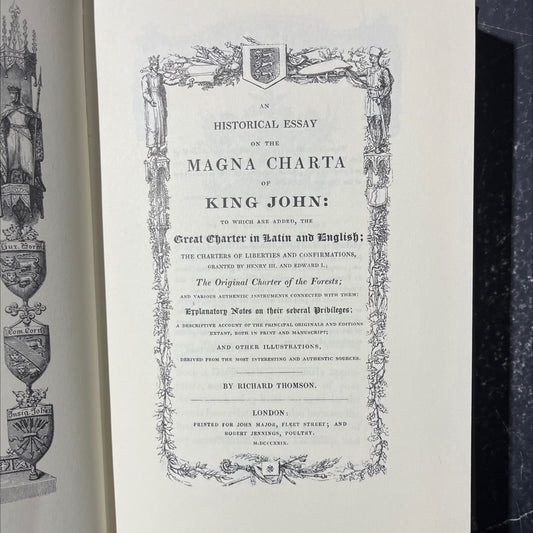 AN
HISTORICAL ESSAY
ON THE
MAGNA CHARTA
OF
KING JOHN:
TO WHICH ARE ADDED, THE
Great Charter in Latin and English;
THE CHARTERS OF LIBERTIES AND CONFIRMATIONS,
GRANTED BY HENRY III. AND EDWARD I.;
The Original Charter of the Forests;
AND VARIOUS AUTHENTIC INSTRUMENTS CONNECTED WITH THEM:
Explanatory Notes on their several Privileges;
A DESCRIPTIVE ACCOUNT OF THE PRINCIPAL ORIGINALS AND EDITIONS
EXTANT, BOTH IN PRINT AND MANUSCRIPT;
AND OTHER ILLUSTRATIONS,
DERIVED FROM THE MOST INTERESTING AND AUTHENTIC SOURCES.
BY RICHARD THOMSON.
LONDON:
PRINTED FOR JOHN MAJOR, FLEET STREET; AND
ROBERT JENNINGS, POULTRY.
M.DCCC.XXIX.